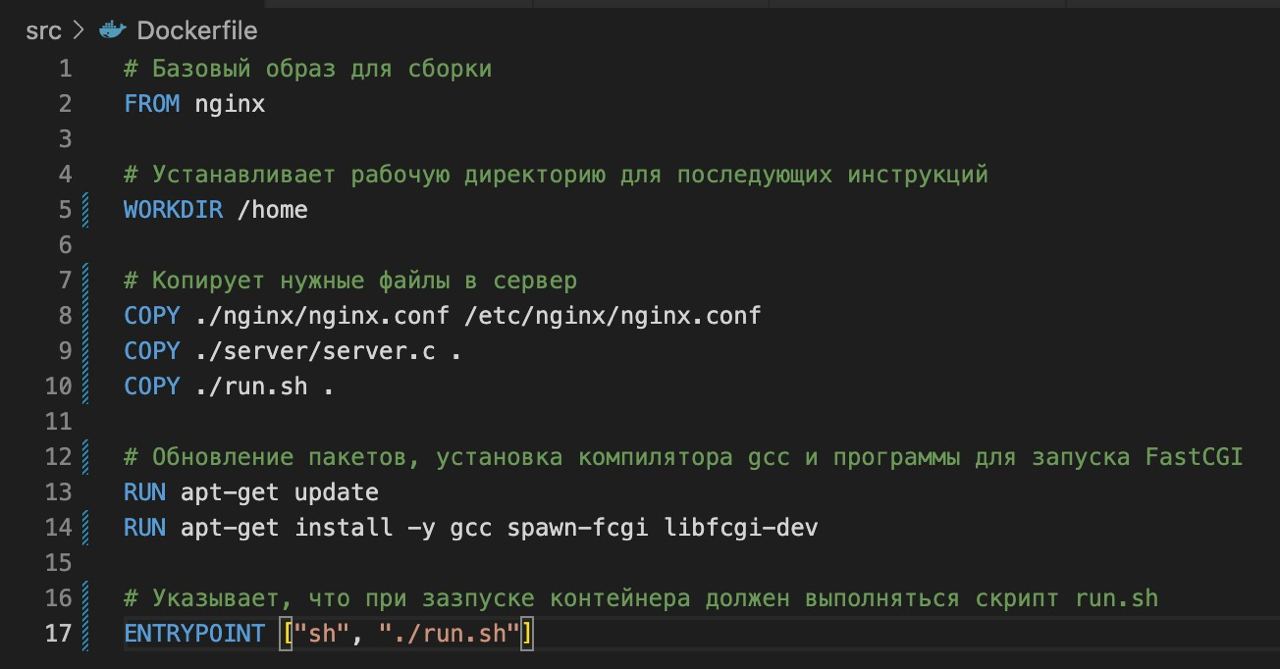 src > Dockerfile
1 # Базовый образ для сборки
2 FROM nginx
3
4 # Устанавливает рабочую директорию для последующих инструкций
5 WORKDIR /home
6
7 # Копирует нужные файлы в сервер
8 COPY ./nginx/nginx.conf /etc/nginx/nginx.conf
9 COPY ./server/server.c .
10 COPY ./run.sh .
11
12 # Обновление пакетов, установка компилятора gcc и программы для запуска FastCGI
13 RUN apt-get update
14 RUN apt-get install -y gcc spawn-fcgi libfcgi-dev
15
16 # Указывает, что при зазпуске контейнера должен выполняться скрипт run.sh
17 ENTRYPOINT ["sh", "./run.sh"]